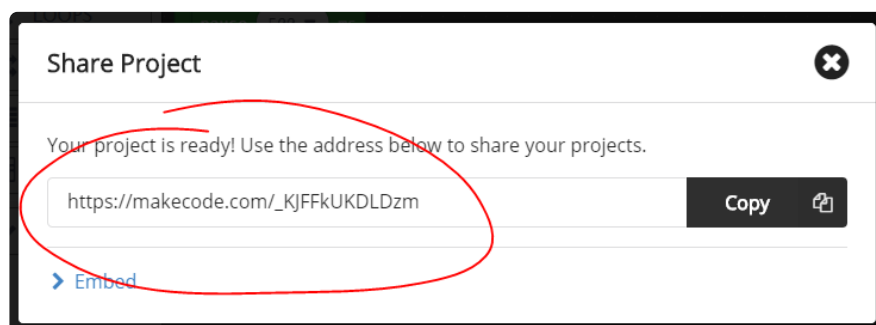 LOOPS
Share Project
Your project is ready! Use the address below to share your projects.
https://makecode.com/_KJFFkUKDLDzm
Copy
Embed